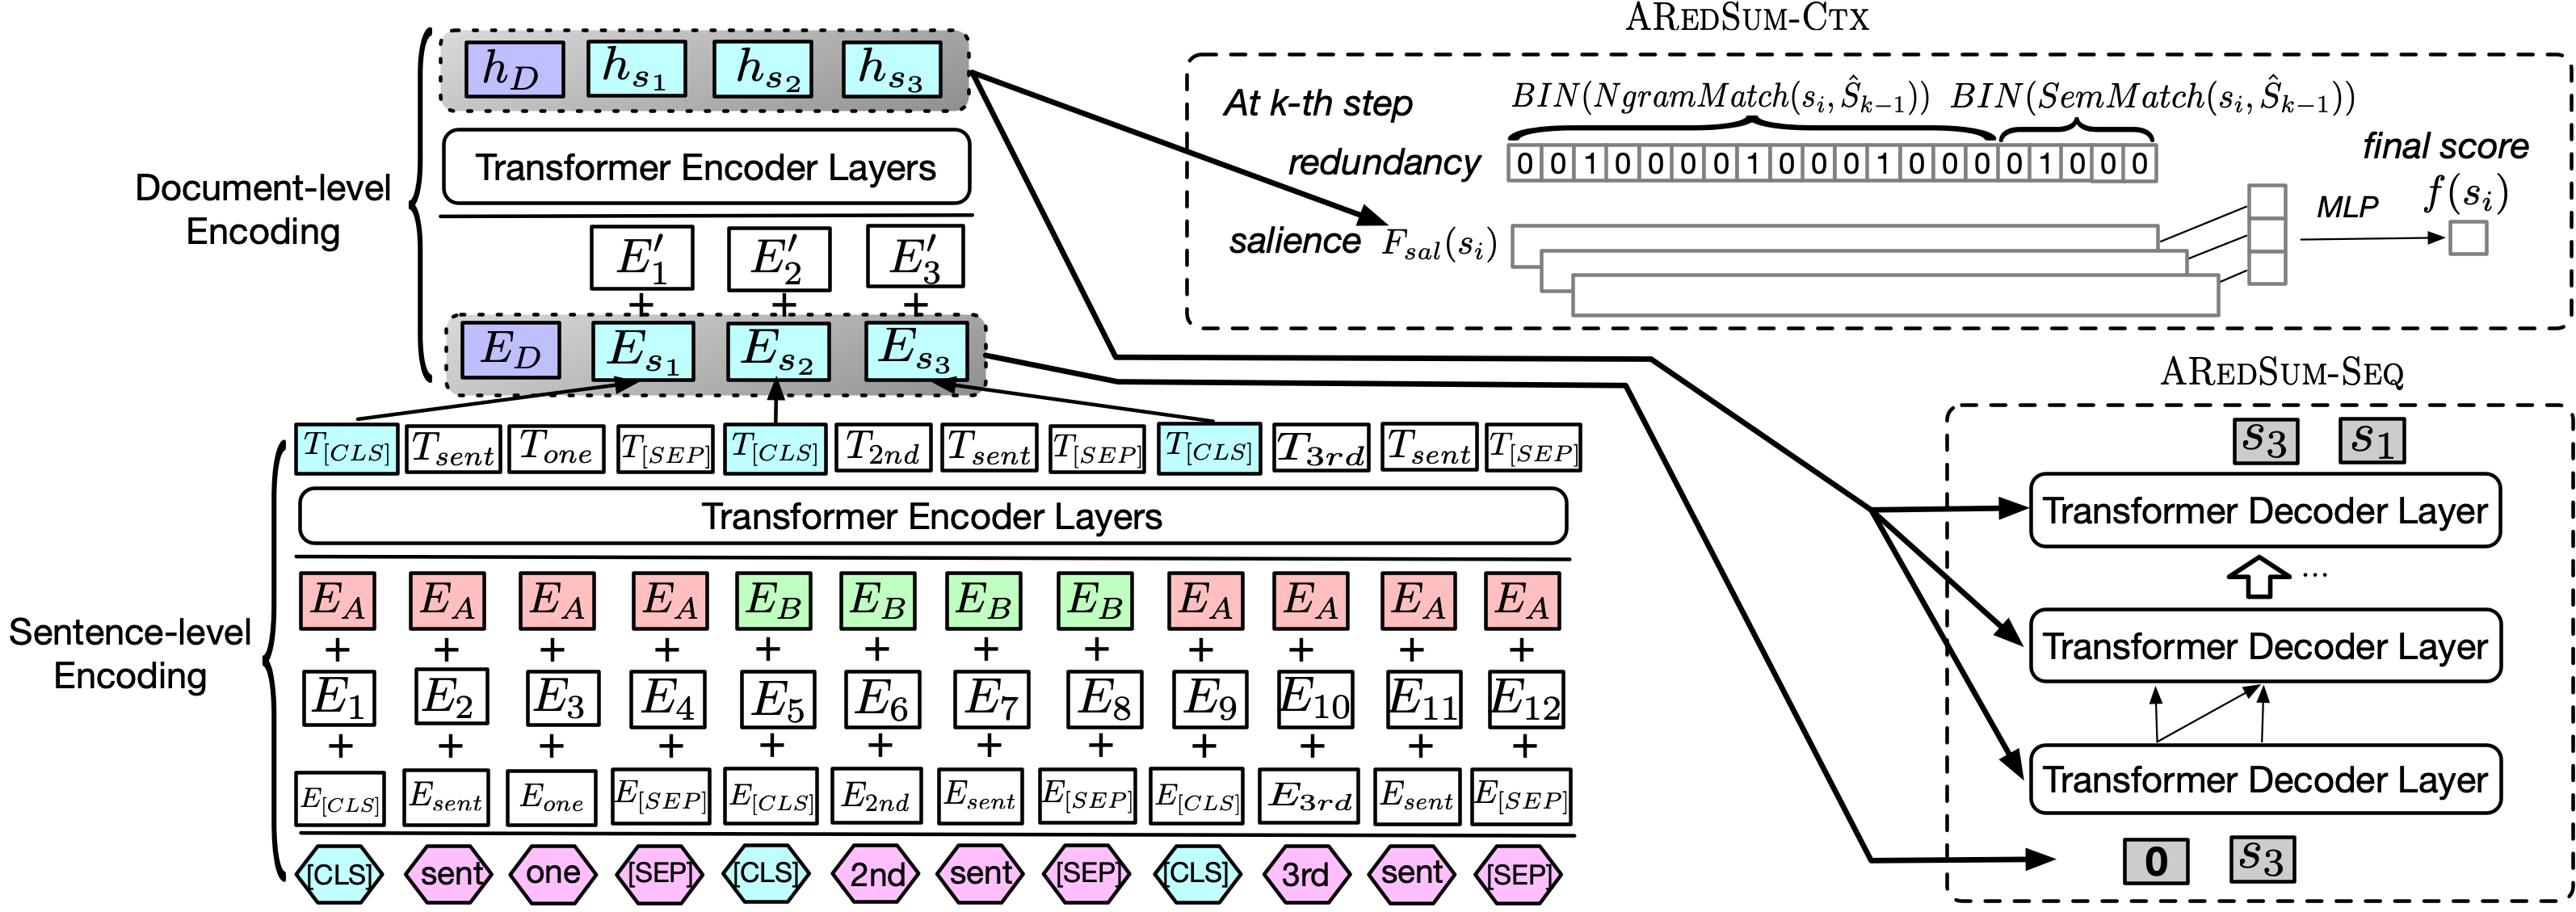 ARedSum-Ctx
h_D h_{s_1} h_{s_2} h_{s_3}
Transformer Encoder Layers
Document-level
Encoding
E'_1 E'_2 E'_3
+ + +
E_D E_{s_1} E_{s_2} E_{s_3}
At k-th step
BIN(NgramMatch(s_i, Ŝ_{k-1})) BIN(SemMatch(s_i, Ŝ_{k-1}))
redundancy 0 0 1 0 0 0 0 1 0 0 0 1 0 0 0 0 1 0 0 0
salience F_{sal}(s_i)
MLP
final score
f(s_i)
T_{[CLS]} T_{sent} T_{one} T_{[SEP]} T_{[CLS]} T_{2nd} T_{sent} T_{[SEP]} T_{[CLS]} T_{3rd} T_{sent} T_{[SEP]}
Transformer Encoder Layers
Sentence-level
Encoding
E_A E_A E_A E_A E_B E_B E_B E_B E_A E_A E_A E_A
+ + + + + + + + + + + +
E_1 E_2 E_3 E_4 E_5 E_6 E_7 E_8 E_9 E_{10} E_{11} E_{12}
+ + + + + + + + + + + +
E_{[CLS]} E_{sent} E_{one} E_{[SEP]} E_{[CLS]} E_{2nd} E_{sent} E_{[SEP]} E_{[CLS]} E_{3rd} E_{sent} E_{[SEP]}
[CLS] sent one [SEP] [CLS] 2nd sent [SEP] [CLS] 3rd sent [SEP]
ARedSum-Seq
s_3 s_1
Transformer Decoder Layer
...
Transformer Decoder Layer
Transformer Decoder Layer
0 s_3